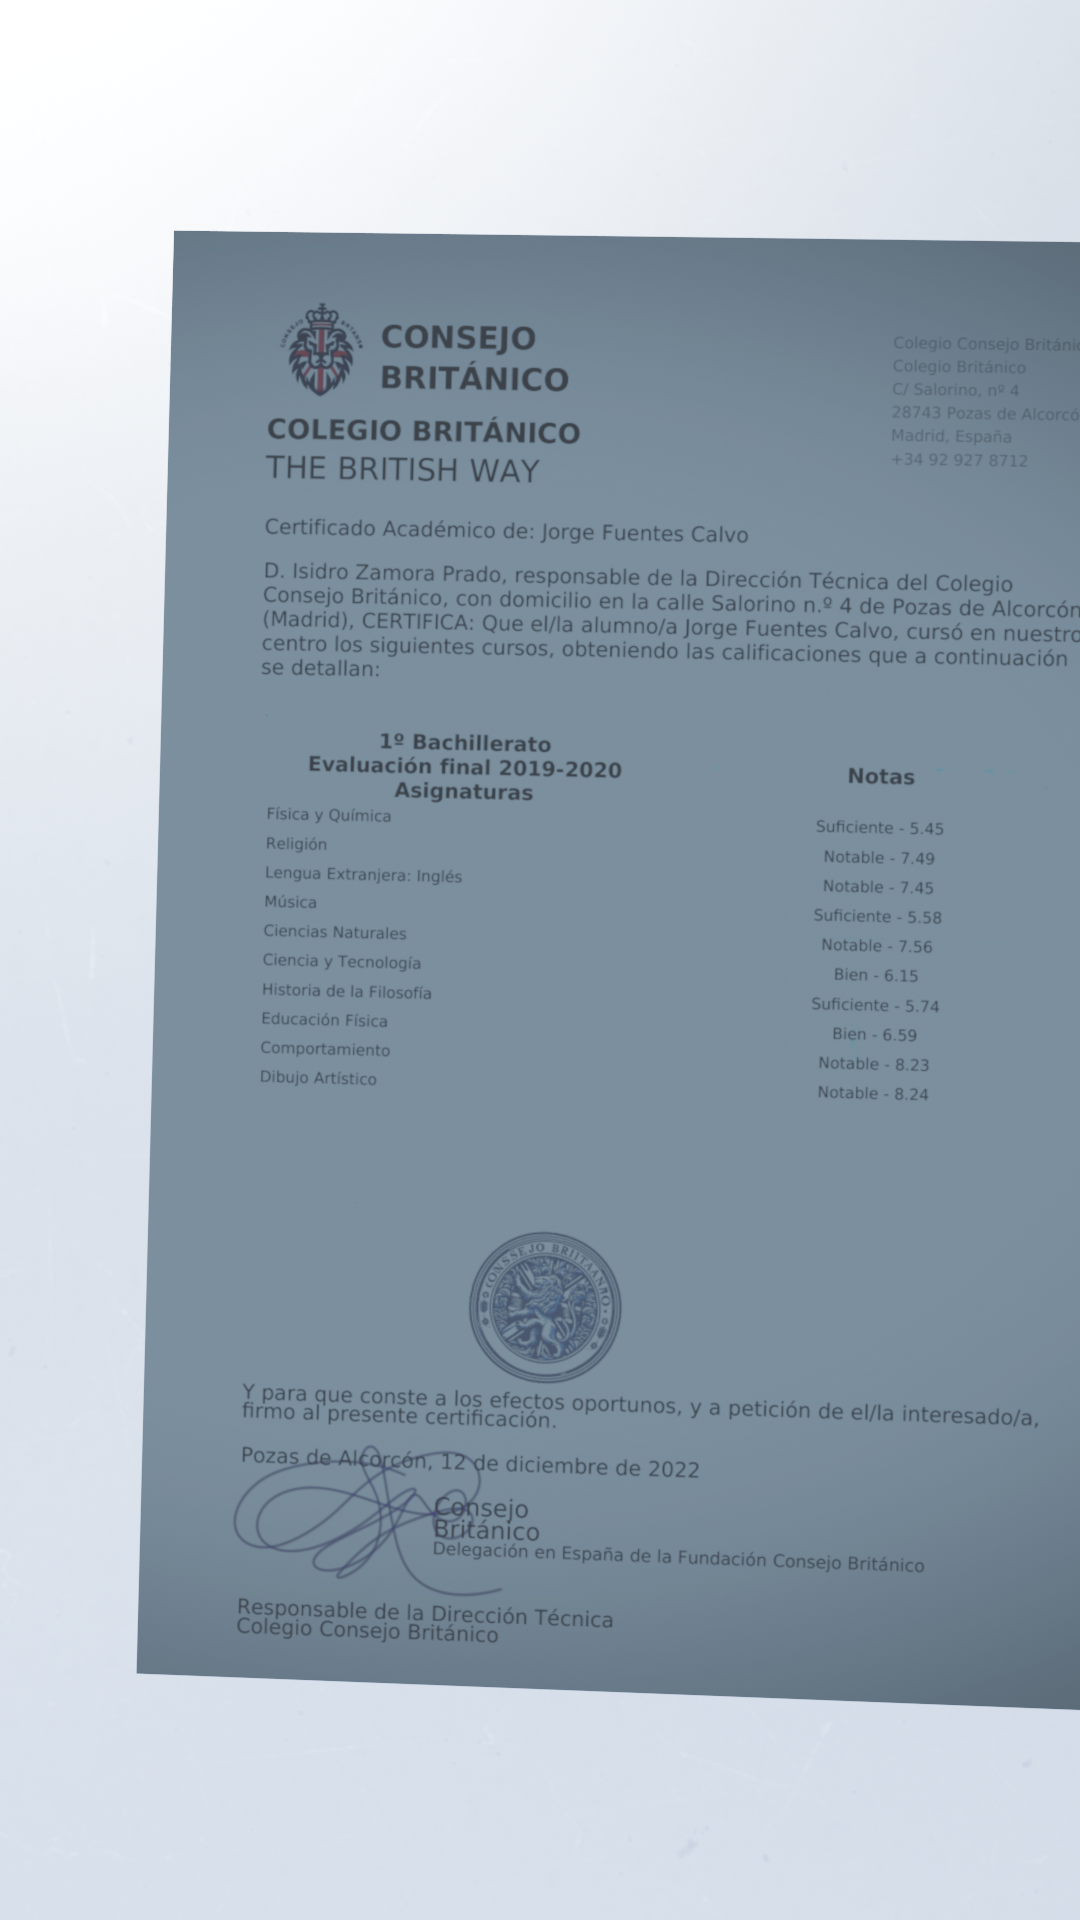 CONSEJO
BRITÁNICO
COLEGIO BRITÁNICO
THE BRITISH WAY
Colegio Consejo Británic
Colegio Británico
C/ Salorino, nº 4
28743 Pozas de Alcorcó
Madrid, España
+34 92 927 8712
Certificado Académico de: Jorge Fuentes Calvo
D. Isidro Zamora Prado, responsable de la Dirección Técnica del Colegio
Consejo Británico, con domicilio en la calle Salorino n.º 4 de Pozas de Alcorcón
(Madrid), CERTIFICA: Que el/la alumno/a Jorge Fuentes Calvo, cursó en nuestro
centro los siguientes cursos, obteniendo las calificaciones que a continuación
se detallan:
1º Bachillerato
Evaluación final 2019-2020
Asignaturas Notas
Física y Química Suficiente - 5.45
Religión Notable - 7.49
Lengua Extranjera: Inglés Notable - 7.45
Música Suficiente - 5.58
Ciencias Naturales Notable - 7.56
Ciencia y Tecnología Bien - 6.15
Historia de la Filosofía Suficiente - 5.74
Educación Física Bien - 6.59
Comportamiento Notable - 8.23
Dibujo Artístico Notable - 8.24
Y para que conste a los efectos oportunos, y a petición de el/la interesado/a,
firmo al presente certificación.
Pozas de Alcorcón, 12 de diciembre de 2022
Consejo
Británico
Delegación en España de la Fundación Consejo Británico
Responsable de la Dirección Técnica
Colegio Consejo Británico